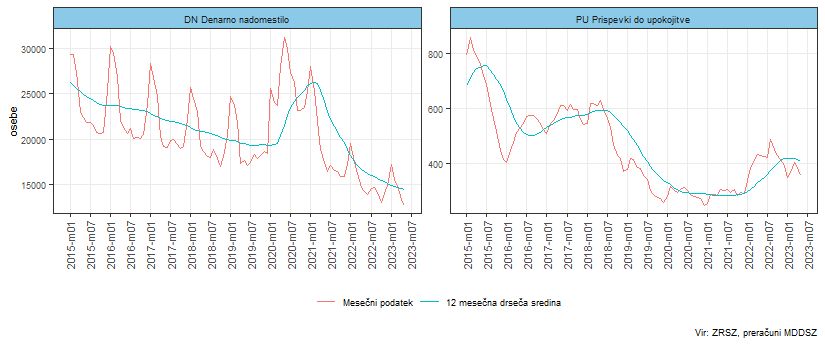 DN Denarno nadomestilo
PU Prispevki do upokojitve
osebe
30000
25000
20000
15000
800
600
400
2015-m01
2015-m07
2016-m01
2016-m07
2017-m01
2017-m07
2018-m01
2018-m07
2019-m01
2019-m07
2020-m01
2020-m07
2021-m01
2021-m07
2022-m01
2022-m07
2023-m01
2023-m07
2015-m01
2015-m07
2016-m01
2016-m07
2017-m01
2017-m07
2018-m01
2018-m07
2019-m01
2019-m07
2020-m01
2020-m07
2021-m01
2021-m07
2022-m01
2022-m07
2023-m01
2023-m07
Mesečni podatek
12 mesečna drseča sredina
Vir: ZRSZ, preračuni MDDSZ